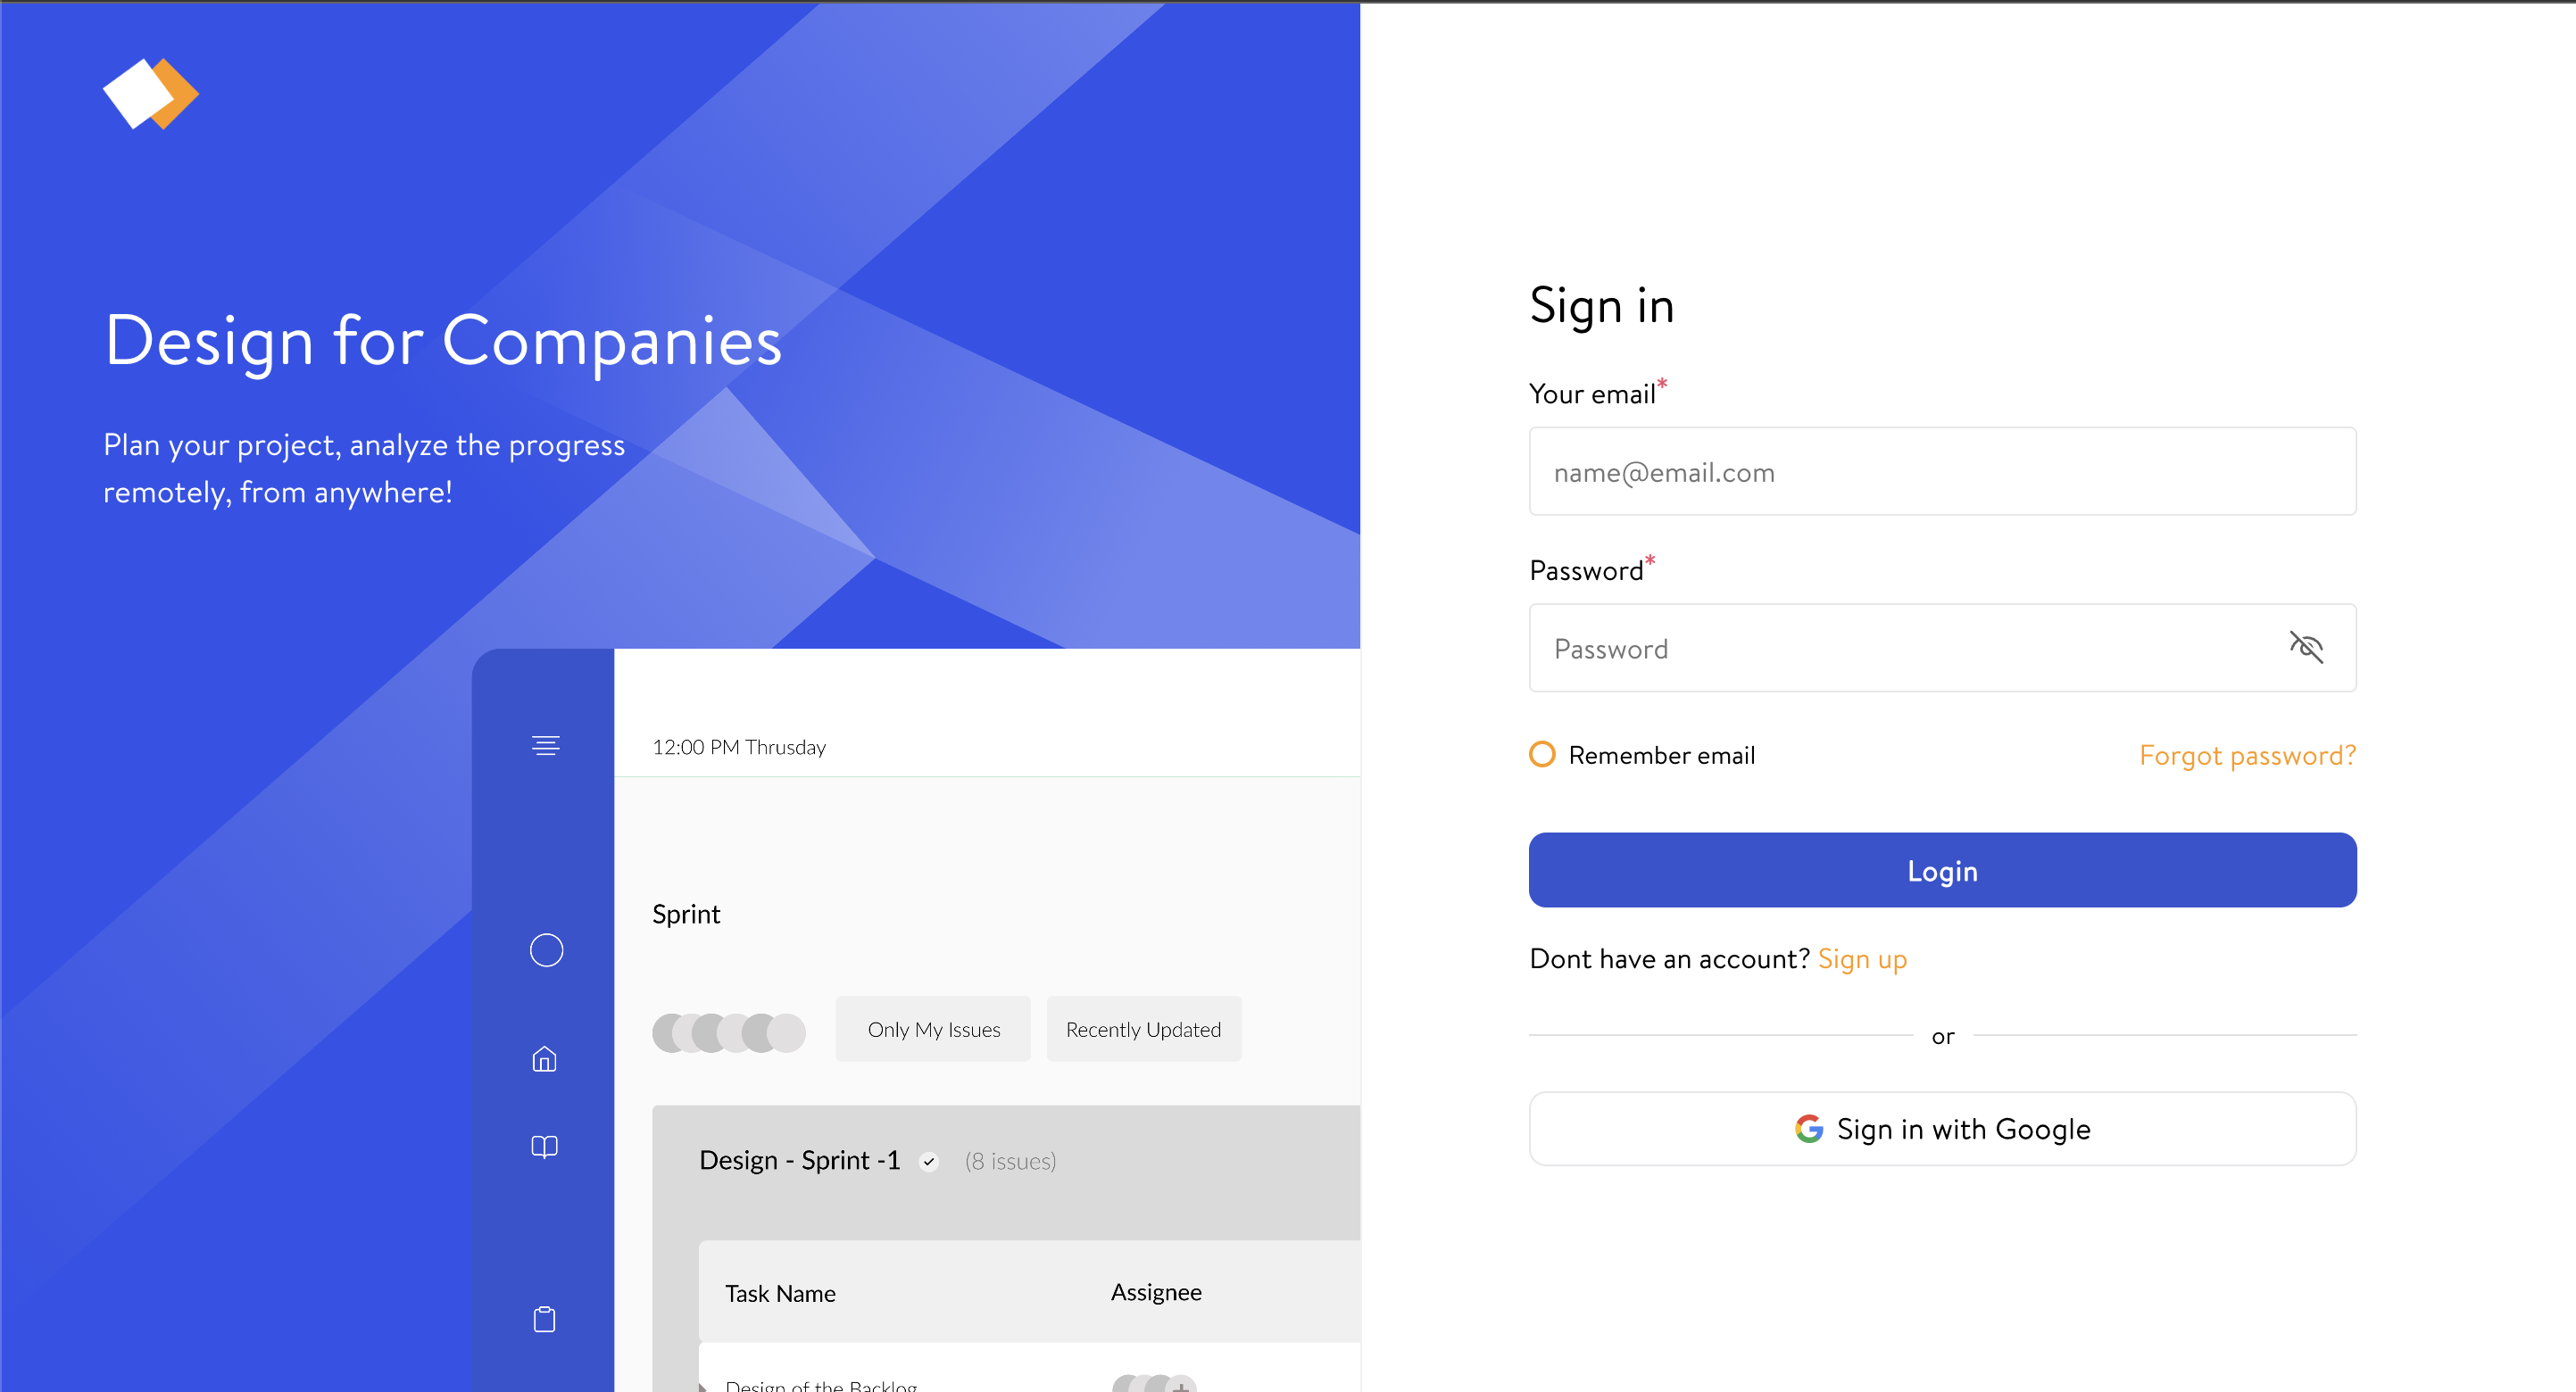 Design for Companies
Plan your project, analyze the progress
remotely, from anywhere!
12:00 PM Thrusday
Sprint
Only My Issues
Recently Updated
Design - Sprint -1 (8 issues)
Task Name Assignee
Design of the Backlog
Sign in
Your email*
name@email.com
Password*
Password
Remember email
Forgot password?
Login
Dont have an account? Sign up
or
Sign in with Google